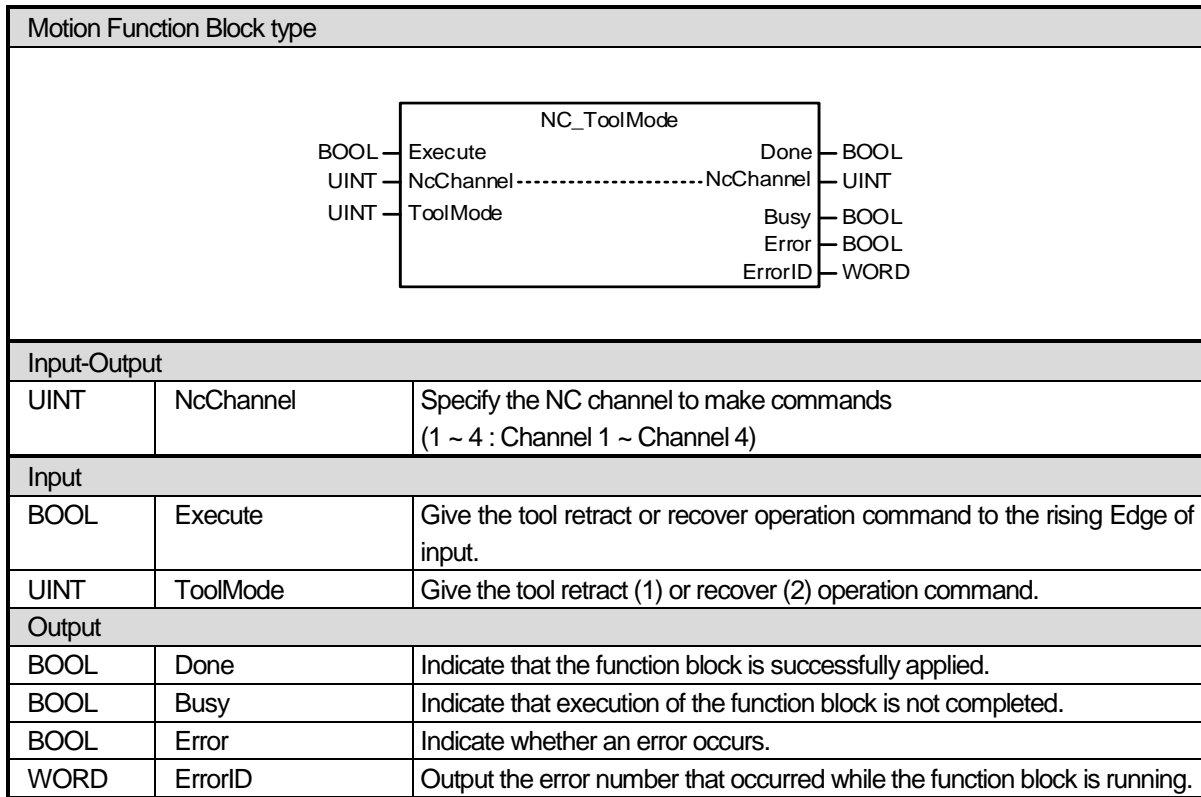 Motion Function Block type
NC_ToolMode
BOOL Execute Done BOOL
UINT NcChannel NcChannel UINT
UINT ToolMode Busy BOOL
Error BOOL
ErrorID WORD
Input-Output
UINT NcChannel Specify the NC channel to make commands
(1 ~ 4 : Channel 1 ~ Channel 4)
Input
BOOL Execute Give the tool retract or recover operation command to the rising Edge of
input.
UINT ToolMode Give the tool retract (1) or recover (2) operation command.
Output
BOOL Done Indicate that the function block is successfully applied.
BOOL Busy Indicate that execution of the function block is not completed.
BOOL Error Indicate whether an error occurs.
WORD ErrorID Output the error number that occurred while the function block is running.